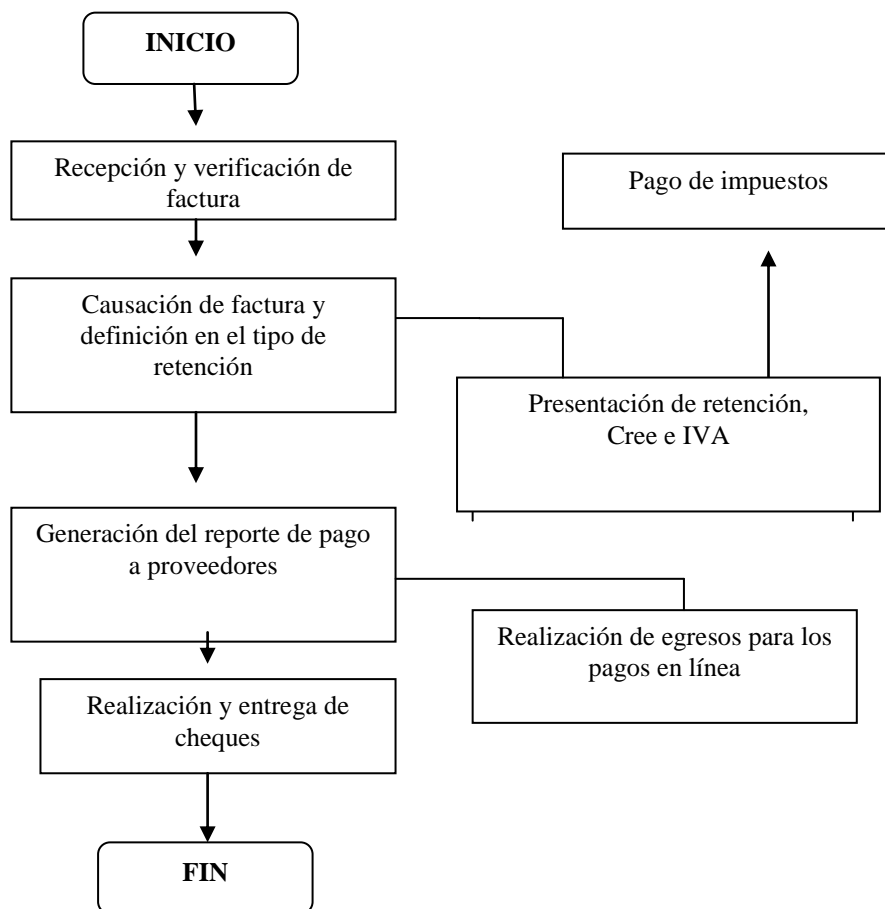 INICIO
Recepción y verificación de
factura
Pago de impuestos
Causación de factura y
definición en el tipo de
retención
Presentación de retención,
Cree e IVA
Generación del reporte de pago
a proveedores
Realización de egresos para los
pagos en línea
Realización y entrega de
cheques
FIN